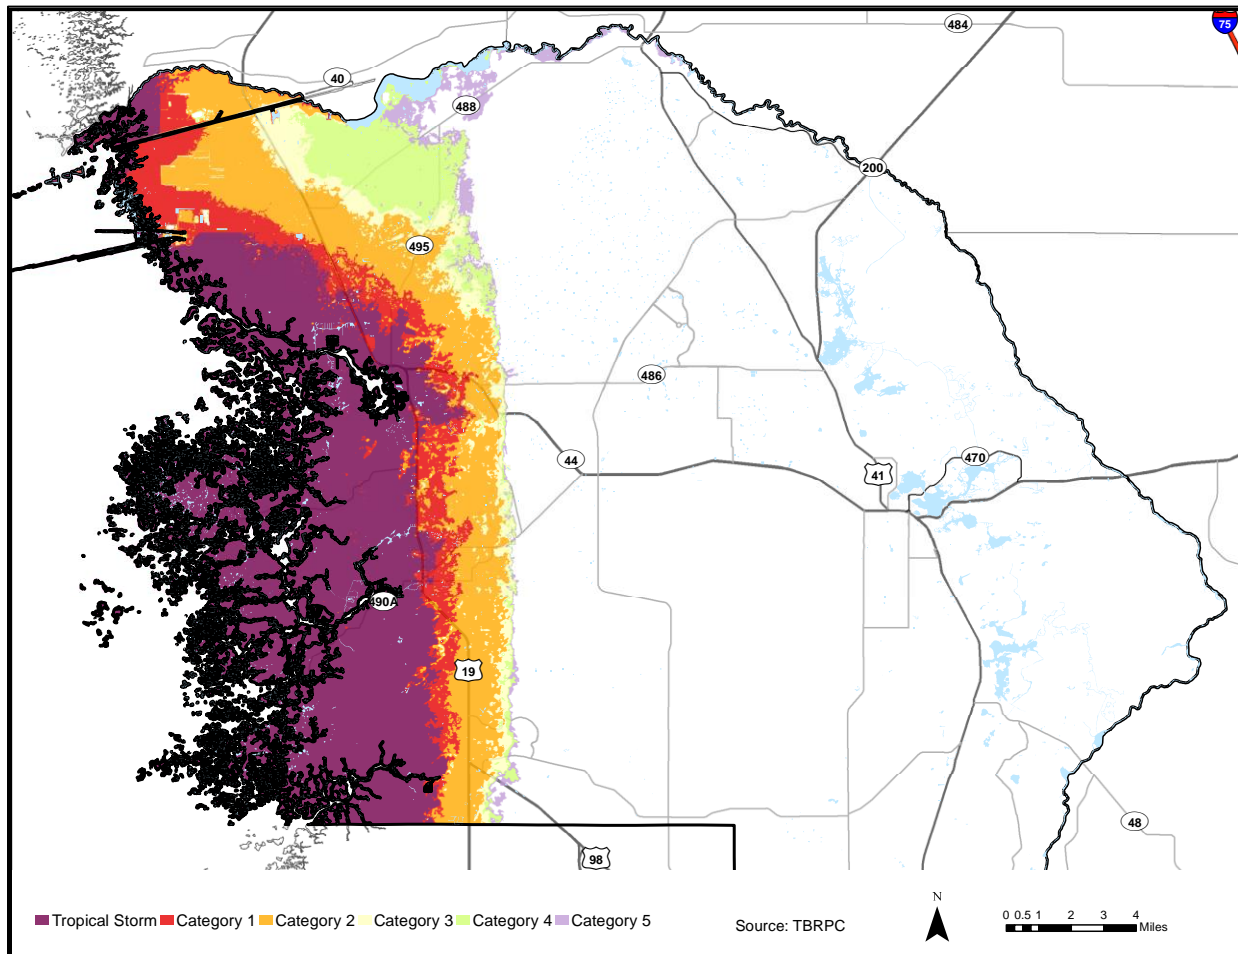 484
75
40
488
200
495
486
44
470
41
490A
19
48
98
Tropical Storm Category 1 Category 2 Category 3 Category 4 Category 5
Source: TBRPC
N
0 0.5 1 2 3 4
Miles